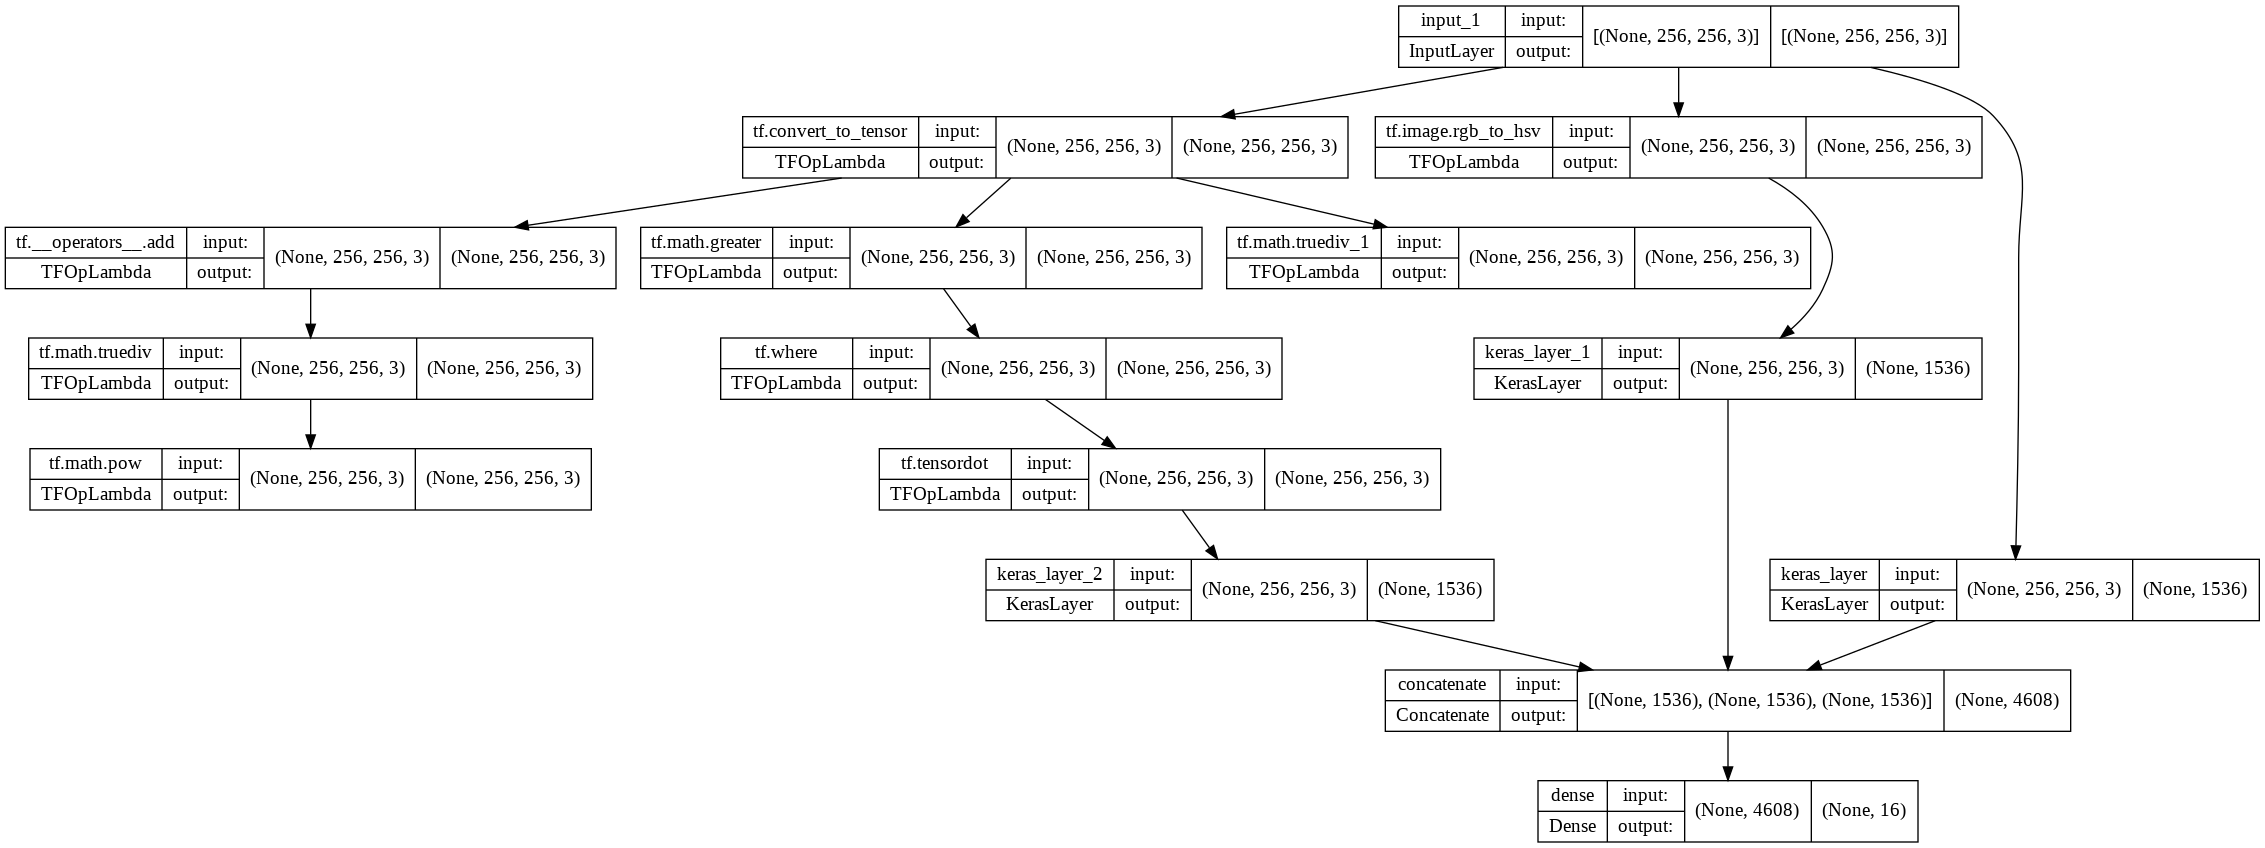 input_1 input: [(None, 256, 256, 3)] [(None, 256, 256, 3)]
InputLayer output:
tf.convert_to_tensor input: (None, 256, 256, 3) (None, 256, 256, 3)
TFOpLambda output:
tf.image.rgb_to_hsv input: (None, 256, 256, 3) (None, 256, 256, 3)
TFOpLambda output:
tf.__operators__.add input: (None, 256, 256, 3) (None, 256, 256, 3)
TFOpLambda output:
tf.math.greater input: (None, 256, 256, 3) (None, 256, 256, 3)
TFOpLambda output:
tf.math.truediv_1 input: (None, 256, 256, 3) (None, 256, 256, 3)
TFOpLambda output:
tf.math.truediv input: (None, 256, 256, 3) (None, 256, 256, 3)
TFOpLambda output:
tf.where input: (None, 256, 256, 3) (None, 256, 256, 3)
TFOpLambda output:
keras_layer_1 input: (None, 256, 256, 3) (None, 1536)
KerasLayer output:
tf.math.pow input: (None, 256, 256, 3) (None, 256, 256, 3)
TFOpLambda output:
tf.tensordot input: (None, 256, 256, 3) (None, 256, 256, 3)
TFOpLambda output:
keras_layer_2 input: (None, 256, 256, 3) (None, 1536)
KerasLayer output:
keras_layer input: (None, 256, 256, 3) (None, 1536)
KerasLayer output:
concatenate input: [(None, 1536), (None, 1536), (None, 1536)] (None, 4608)
Concatenate output:
dense input: (None, 4608) (None, 16)
Dense output: